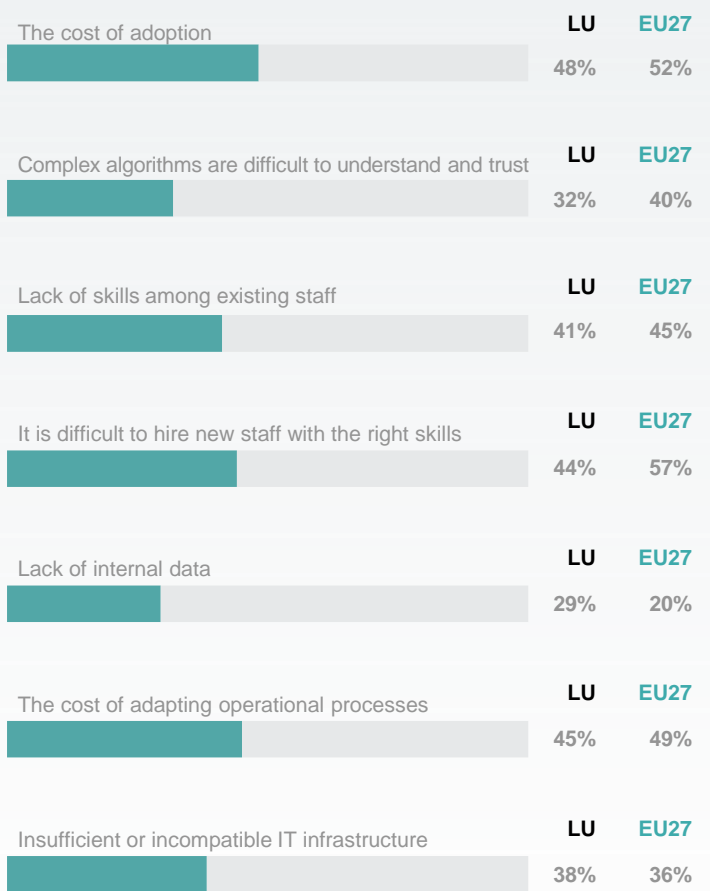 The cost of adoption LU EU27
48% 52%
Complex algorithms are difficult to understand and trust LU EU27
32% 40%
Lack of skills among existing staff LU EU27
41% 45%
It is difficult to hire new staff with the right skills LU EU27
44% 57%
Lack of internal data LU EU27
29% 20%
The cost of adapting operational processes LU EU27
45% 49%
Insufficient or incompatible IT infrastructure LU EU27
38% 36%